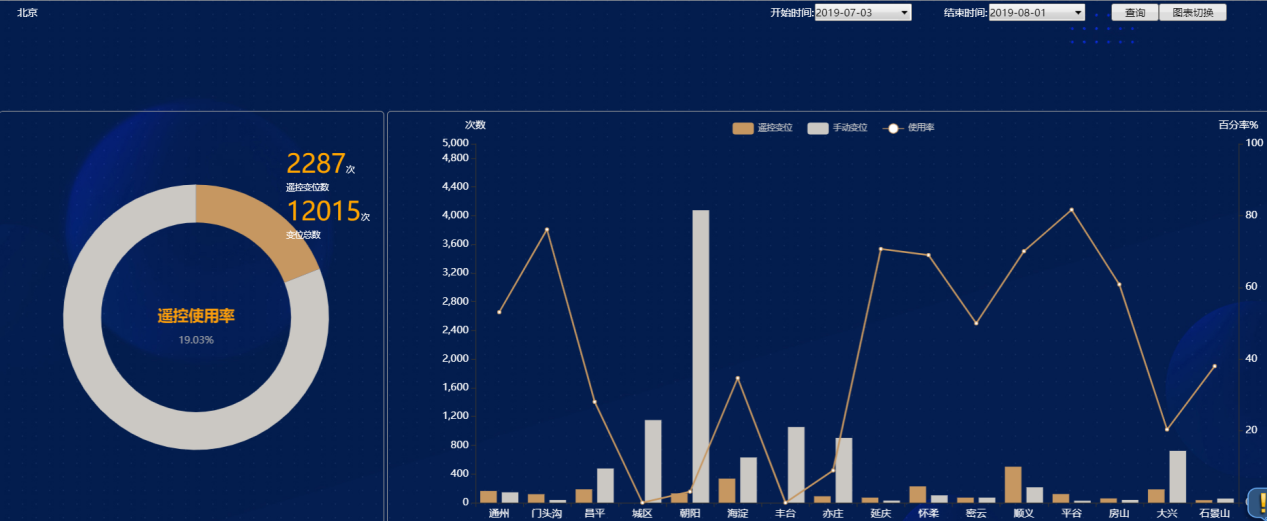 北京
开始时间:2019-07-03 结束时间:2019-08-01 查询 图表切换
2287次
遥控变位数
12015次
变位总数
遥控使用率
19.03%
次数 遥控变位 手动变位 使用率 百分率%
5,000 100
4,800
4,400
4,000 80
3,600
3,200
2,800 60
2,400
2,000 40
1,600
1,200
800 20
400
0
通州 门头沟 昌平 城区 朝阳 海淀 丰台 亦庄 延庆 怀柔 密云 顺义 平谷 房山 大兴 石景山